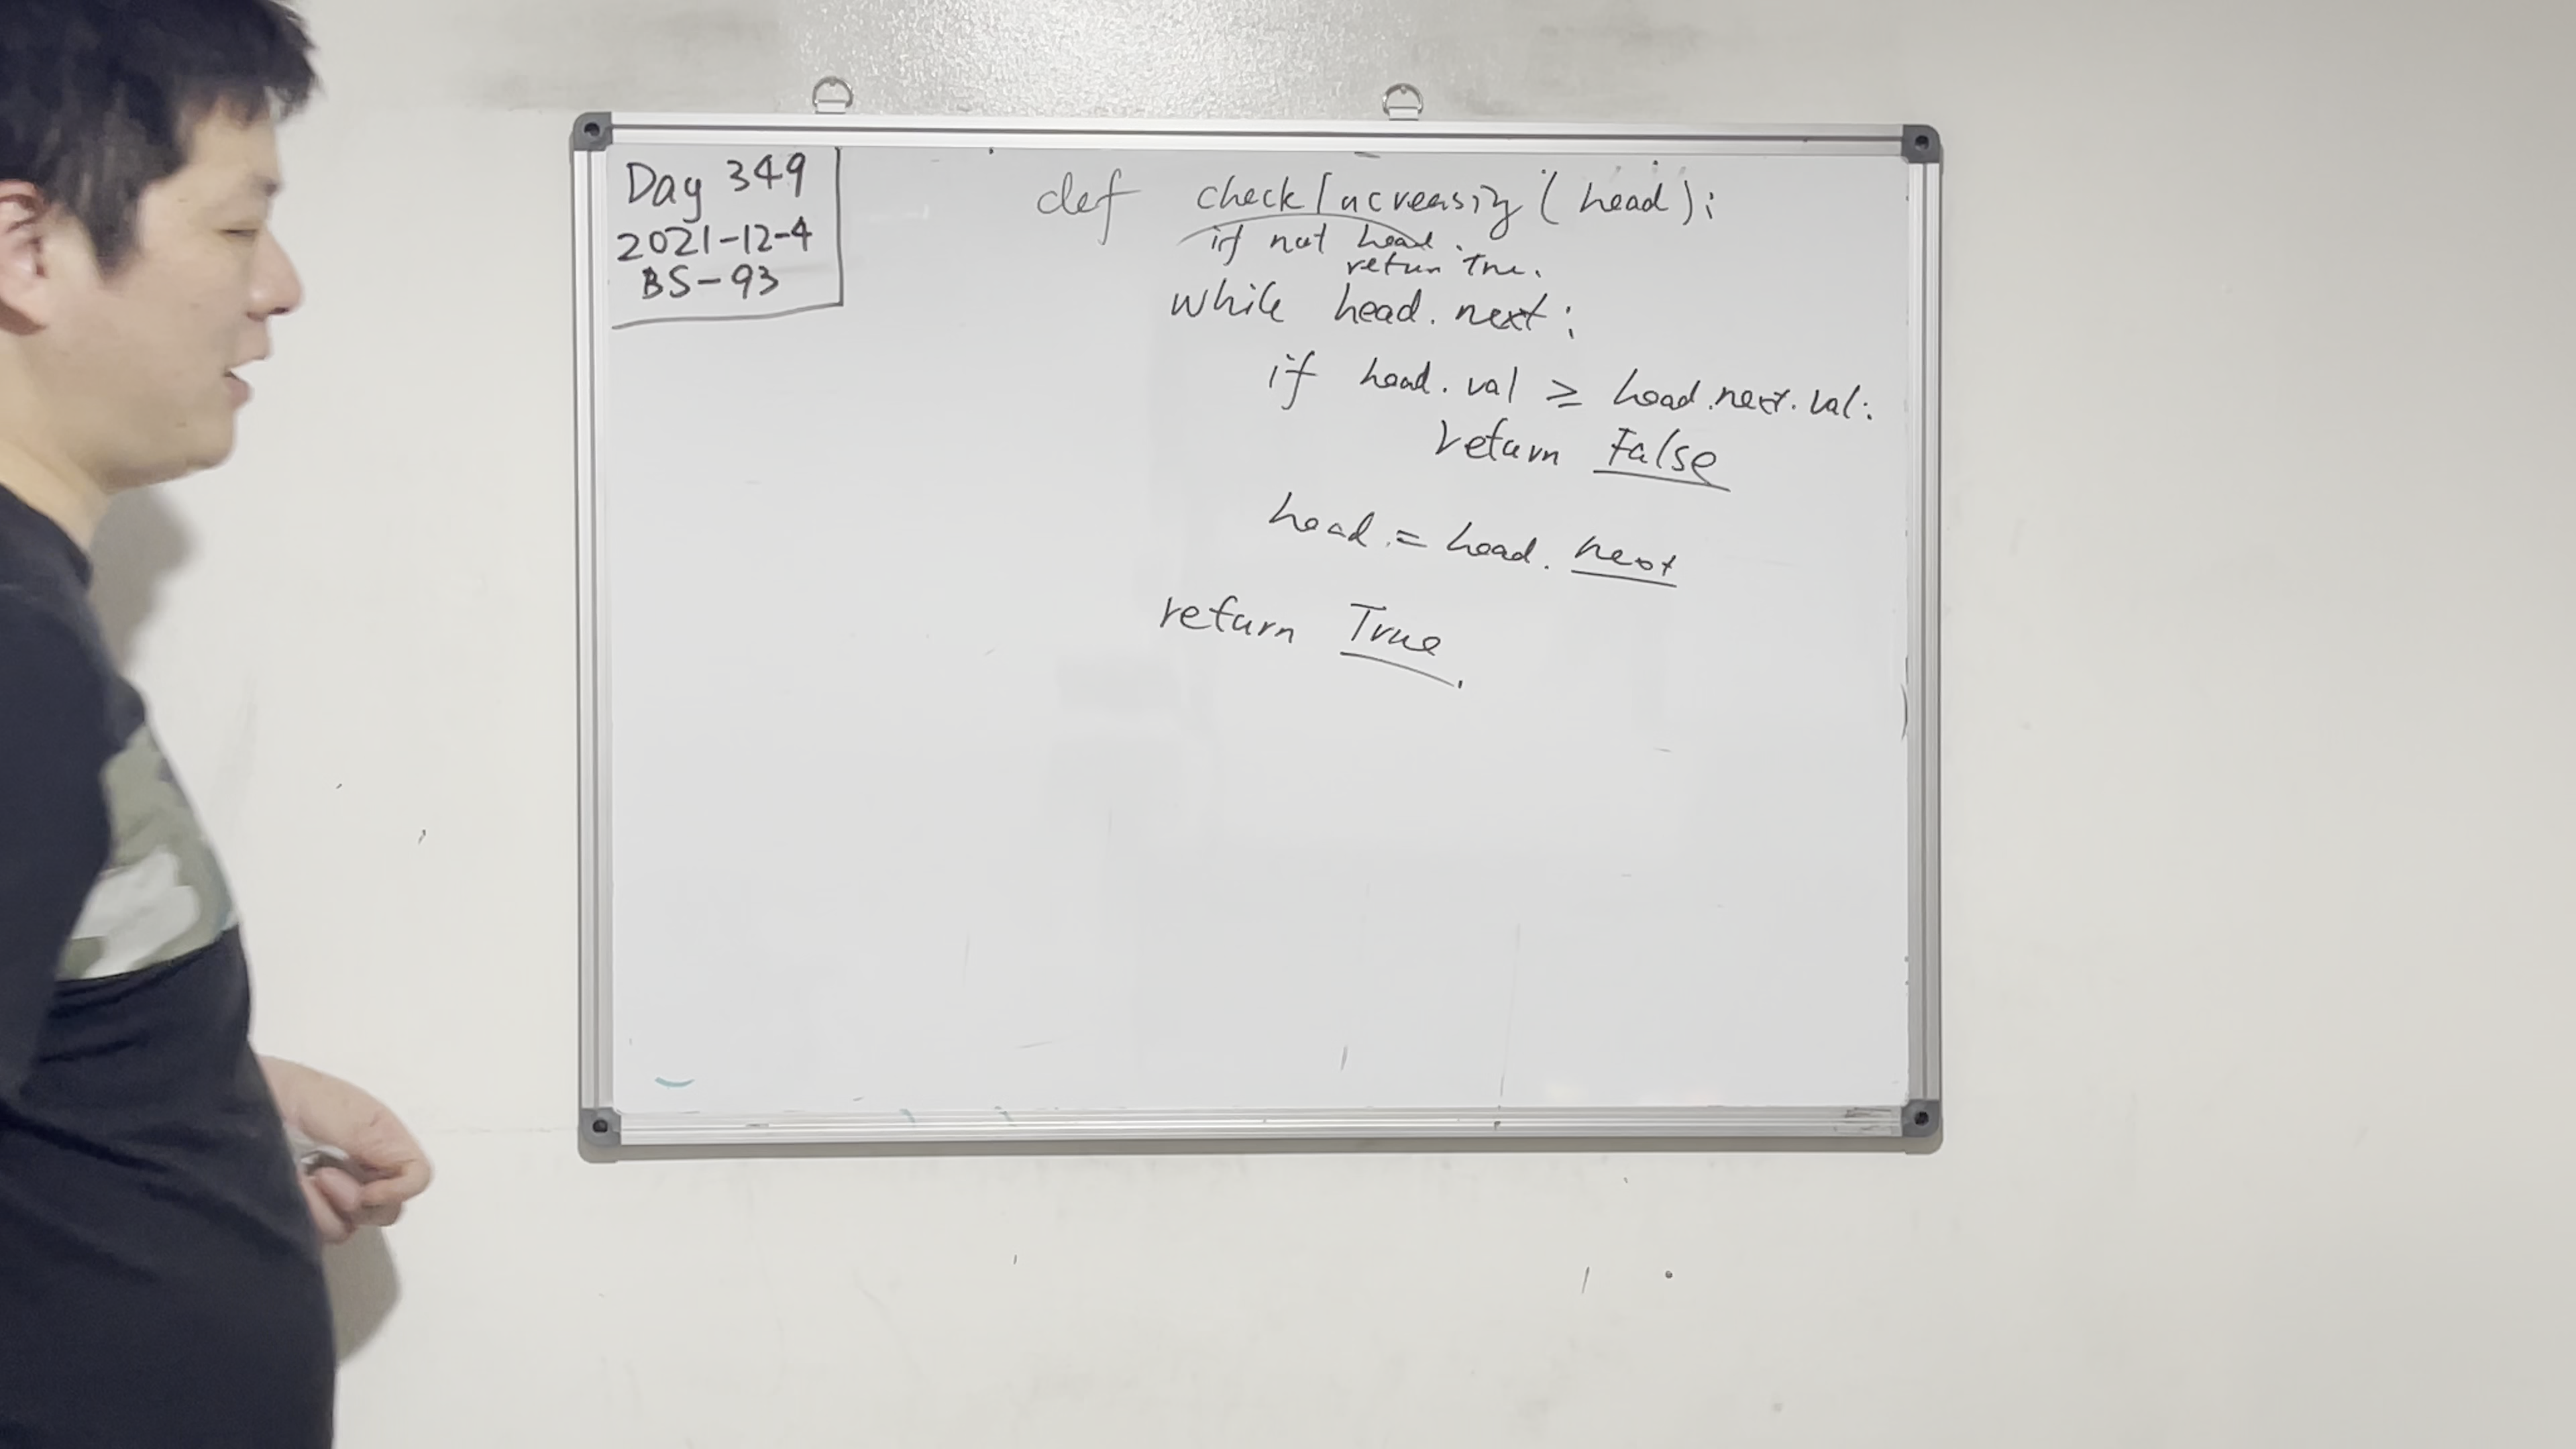 Day 349
2021-12-4
BS-93
def checkIncreasing(head):
if not head.
return True.
while head.next:
if head.val ≥ head.next.val:
return False
head = head.next
return True